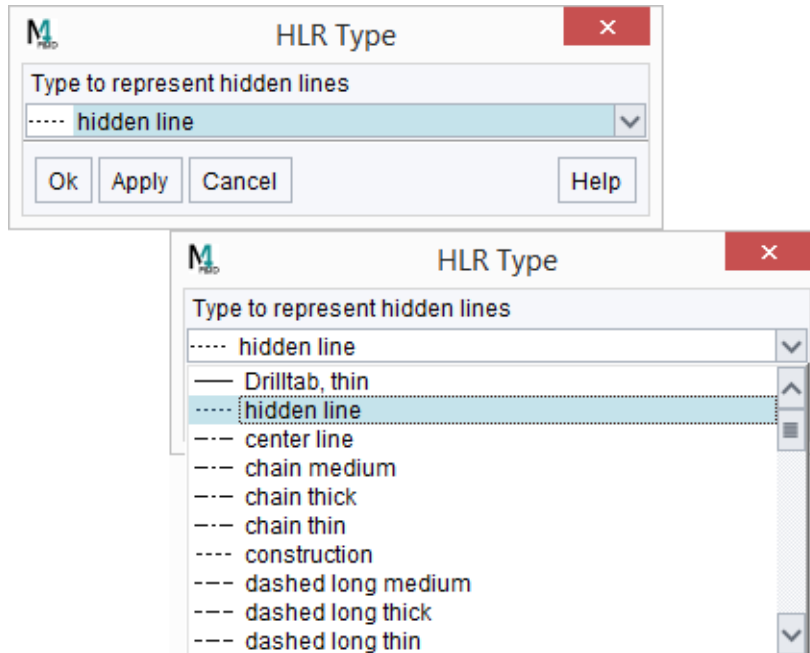 M4
HLR Type
Type to represent hidden lines
hidden line
Ok Apply Cancel Help
M4
HLR Type
Type to represent hidden lines
hidden line
Drilltab, thin
hidden line
center line
chain medium
chain thick
chain thin
construction
dashed long medium
dashed long thick
dashed long thin